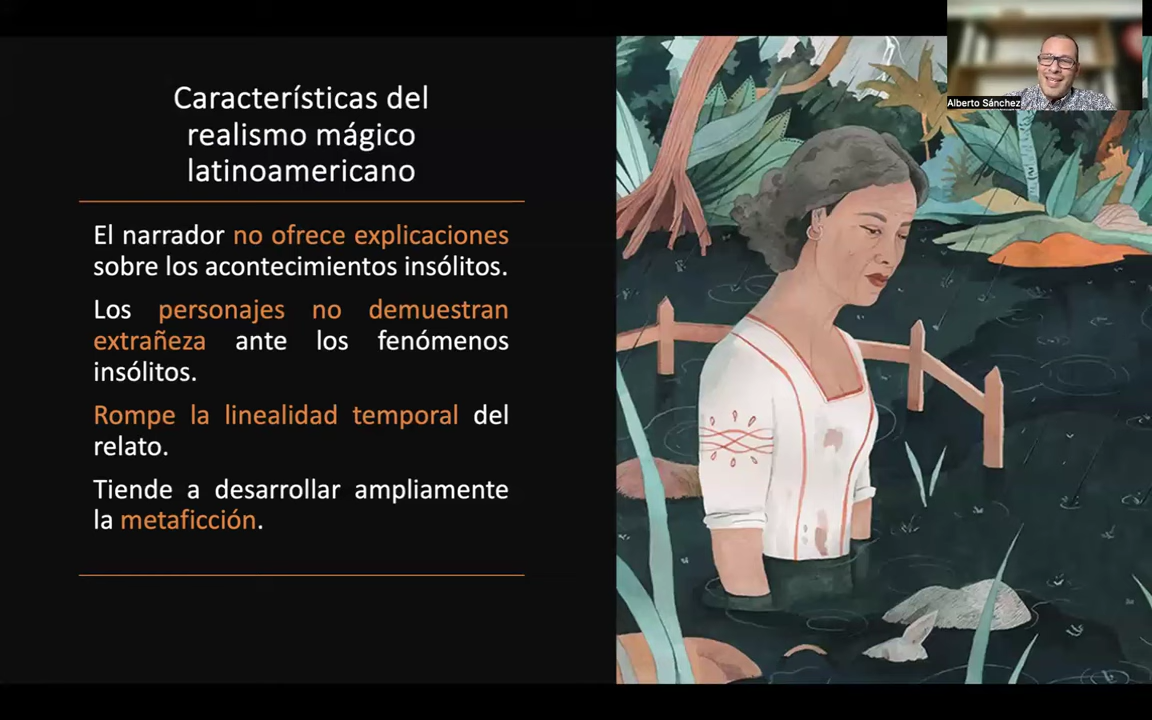 Características del
realismo mágico
latinoamericano
El narrador no ofrece explicaciones
sobre los acontecimientos insólitos.
Los personajes no demuestran
extrañeza ante los fenómenos
insólitos.
Rompe la linealidad temporal del
relato.
Tiende a desarrollar ampliamente
la metaficción.
Alberto Sánchez